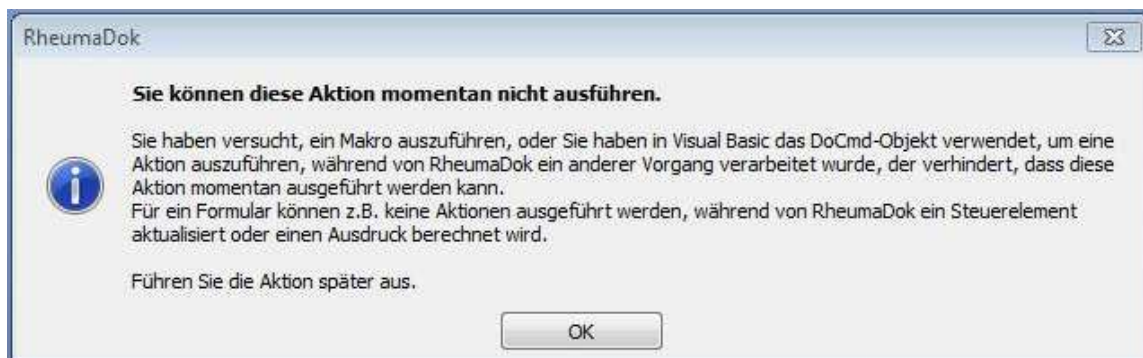 RheumaDok
Sie können diese Aktion momentan nicht ausführen.
Sie haben versucht, ein Makro auszuführen, oder Sie haben in Visual Basic das DoCmd-Objekt verwendet, um eine
Aktion auszuführen, während von RheumaDok ein anderer Vorgang verarbeitet wurde, der verhindert, dass diese
Aktion momentan ausgeführt werden kann.
Für ein Formular können z.B. keine Aktionen ausgeführt werden, während von RheumaDok ein Steuerelement
aktualisiert oder einen Ausdruck berechnet wird.
Führen Sie die Aktion später aus.
OK